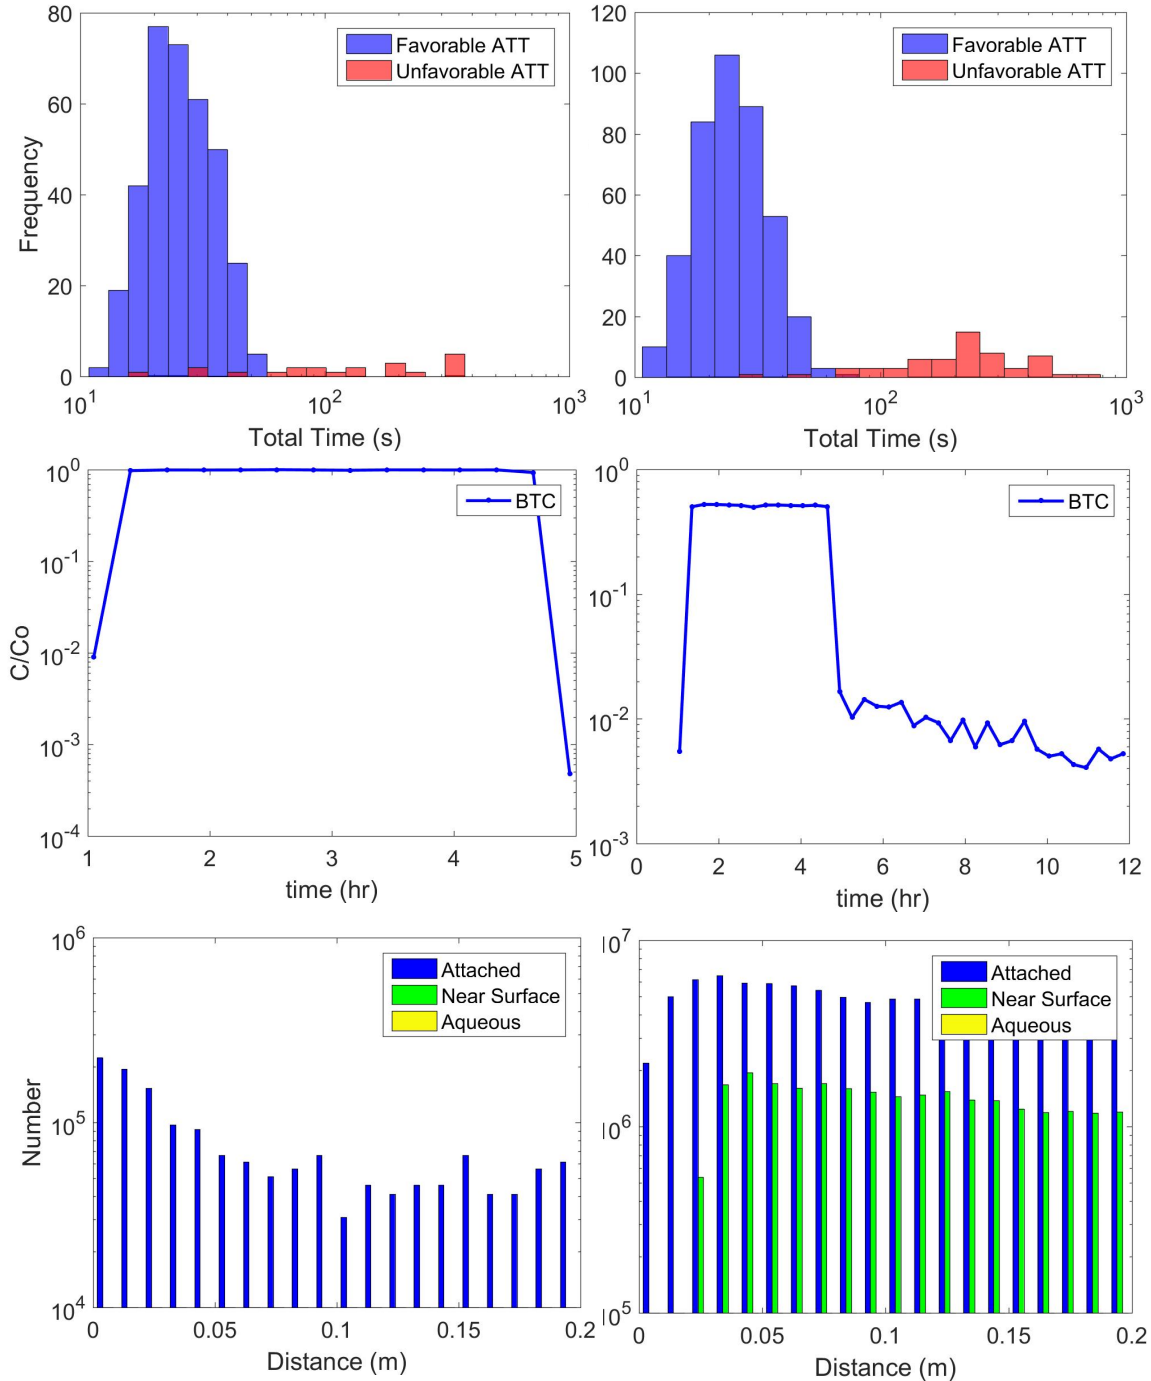 80
60
40
20
0
Frequency
Favorable ATT
Unfavorable ATT
10^1
10^2
10^3
Total Time (s)
120
100
80
60
40
20
0
Favorable ATT
Unfavorable ATT
10^1
10^2
10^3
Total Time (s)
10^0
10^-1
10^-2
10^-3
10^-4
C/Co
BTC
1
2
3
4
5
time (hr)
10^0
10^-1
10^-2
10^-3
BTC
0
2
4
6
8
10
12
time (hr)
10^6
10^5
10^4
Number
Attached
Near Surface
Aqueous
0
0.05
0.1
0.15
0.2
Distance (m)
10^7
10^6
10^5
Attached
Near Surface
Aqueous
0
0.05
0.1
0.15
0.2
Distance (m)